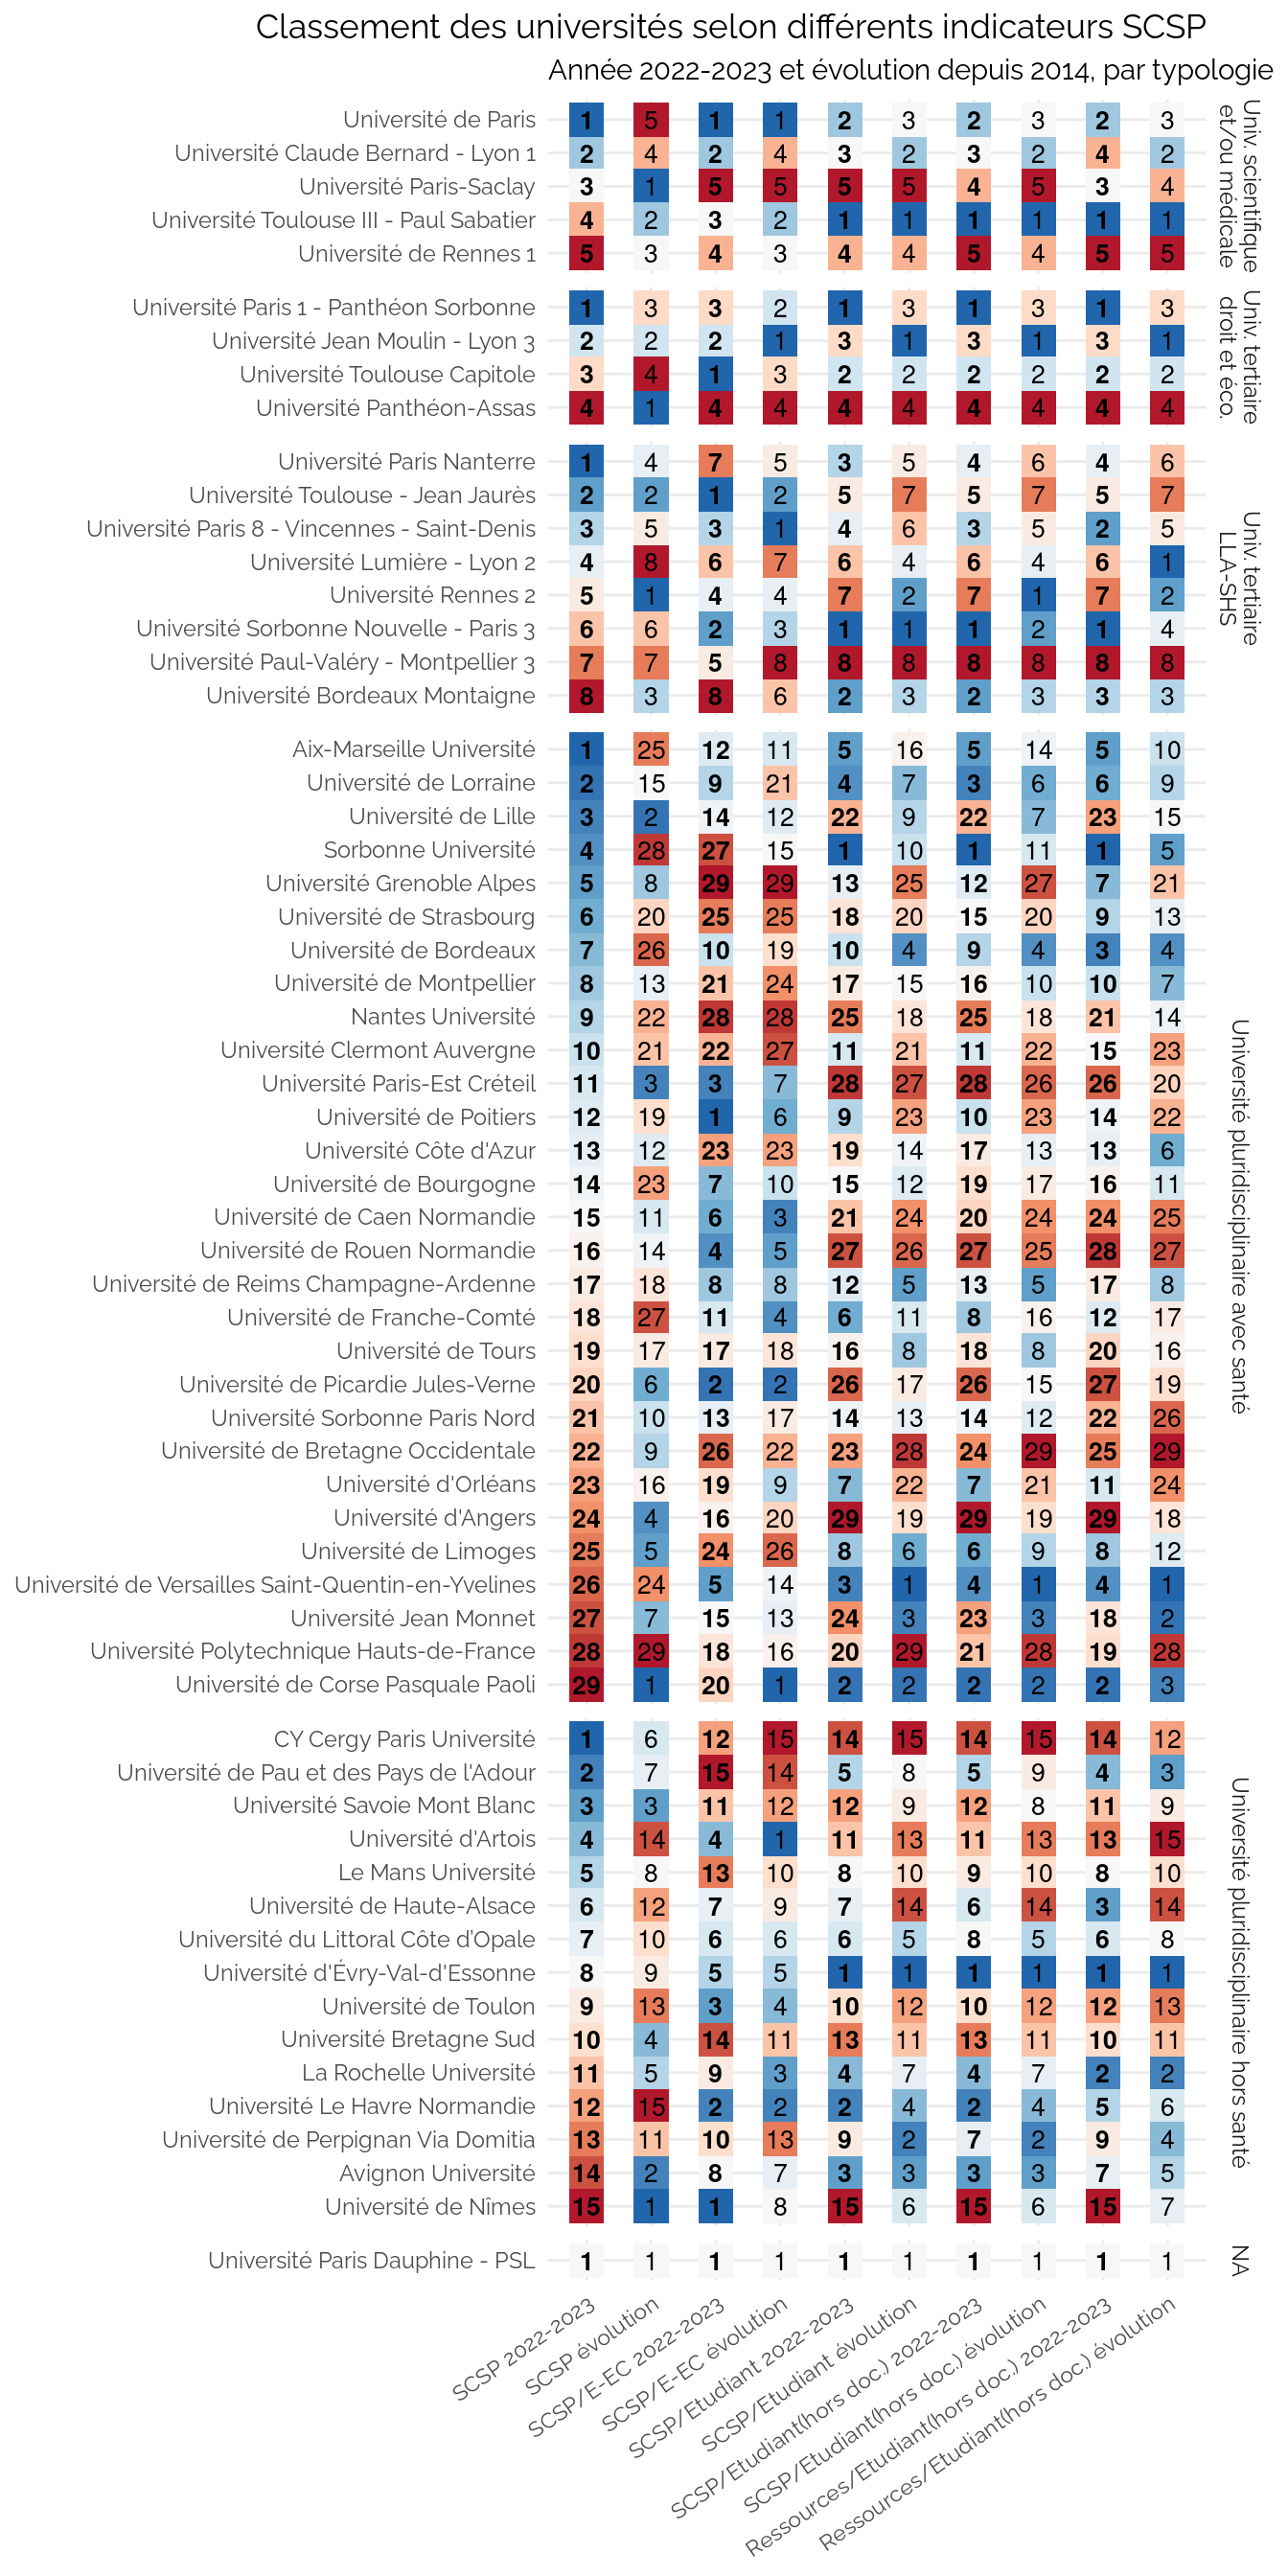 Classement des universités selon différents indicateurs SCSP
Année 2022-2023 et évolution depuis 2014, par typologie
Université de Paris 1 5 1 1 2 3 2 3 2 3
Université Claude Bernard - Lyon 1 2 4 2 4 3 2 3 2 4 2
Université Paris-Saclay 3 1 5 5 5 5 4 5 3 4
Université Toulouse III - Paul Sabatier 4 2 3 2 1 1 1 1 1 1
Université de Rennes 1 5 3 4 3 4 4 5 4 5 5
Univ. scientifique
et/ou médicale
Université Paris 1 - Panthéon Sorbonne 1 3 3 2 1 3 1 3 1 3
Université Jean Moulin - Lyon 3 2 2 2 1 3 1 3 1 3 1
Université Toulouse Capitole 3 4 1 3 2 2 2 2 2 2
Université Panthéon-Assas 4 1 4 4 4 4 4 4 4 4
Univ. tertiaire
droit et éco.
Université Paris Nanterre 1 4 7 5 3 5 4 6 4 6
Université Toulouse - Jean Jaurès 2 2 1 2 5 7 5 7 5 7
Université Paris 8 - Vincennes - Saint-Denis 3 5 3 1 4 6 3 5 2 5
Université Lumière - Lyon 2 4 8 6 7 6 4 6 4 6 1
Université Rennes 2 5 1 4 4 7 2 7 1 7 2
Université Sorbonne Nouvelle - Paris 3 6 6 2 3 1 1 1 2 1 4
Université Paul-Valéry - Montpellier 3 7 7 5 8 8 8 8 8 8 8
Université Bordeaux Montaigne 8 3 8 6 2 3 2 3 3 3
Univ. tertiaire
LLA-SHS
Aix-Marseille Université 1 25 12 11 5 16 5 14 5 10
Université de Lorraine 2 15 9 21 4 7 3 6 6 9
Université de Lille 3 2 14 12 22 9 22 7 23 15
Sorbonne Université 4 28 27 15 1 10 1 11 1 5
Université Grenoble Alpes 5 8 29 29 13 25 12 27 7 21
Université de Strasbourg 6 20 25 25 18 20 15 20 9 13
Université de Bordeaux 7 26 10 19 10 4 9 4 3 4
Université de Montpellier 8 13 21 24 17 15 16 10 10 7
Nantes Université 9 22 28 28 25 18 25 18 21 14
Université Clermont Auvergne 10 21 22 27 11 21 11 22 15 23
Université Paris-Est Créteil 11 3 3 7 28 27 28 26 26 20
Université de Poitiers 12 19 1 6 9 23 10 23 14 22
Université Côte d'Azur 13 12 23 23 19 14 17 13 13 6
Université de Bourgogne 14 23 7 10 15 12 19 17 16 11
Université de Caen Normandie 15 11 6 3 21 24 20 24 24 25
Université de Rouen Normandie 16 14 4 5 27 26 27 25 28 27
Université de Reims Champagne-Ardenne 17 18 8 8 12 5 13 5 17 8
Université de Franche-Comté 18 27 11 4 6 11 8 16 12 17
Université de Tours 19 17 17 18 16 8 18 8 20 16
Université de Picardie Jules-Verne 20 6 2 2 26 17 26 15 27 19
Université Sorbonne Paris Nord 21 10 13 17 14 13 14 12 22 26
Université de Bretagne Occidentale 22 9 26 22 23 28 24 29 25 29
Université d'Orléans 23 16 19 9 7 22 7 21 11 24
Université d'Angers 24 4 16 20 29 19 29 19 29 18
Université de Limoges 25 5 24 26 8 6 6 9 8 12
Université de Versailles Saint-Quentin-en-Yvelines 26 24 5 14 3 1 4 1 4 1
Université Jean Monnet 27 7 15 13 24 3 23 3 18 2
Université Polytechnique Hauts-de-France 28 29 18 16 20 29 21 28 19 28
Université de Corse Pasquale Paoli 29 1 20 1 2 2 2 2 2 3
Université pluridisciplinaire avec santé
CY Cergy Paris Université 1 6 12 15 14 15 14 15 14 12
Université de Pau et des Pays de l'Adour 2 7 15 14 5 8 5 9 4 3
Université Savoie Mont Blanc 3 3 11 12 12 9 12 8 11 9
Université d'Artois 4 14 4 1 11 13 11 13 13 15
Le Mans Université 5 8 13 10 8 10 9 10 8 10
Université de Haute-Alsace 6 12 7 9 7 14 6 14 3 14
Université du Littoral Côte d’Opale 7 10 6 6 6 5 8 5 6 8
Université d'Évry-Val-d'Essonne 8 9 5 5 1 1 1 1 1 1
Université de Toulon 9 13 3 4 10 12 10 12 12 13
Université Bretagne Sud 10 4 14 11 13 11 13 11 10 11
La Rochelle Université 11 5 9 3 4 7 4 7 2 2
Université Le Havre Normandie 12 15 2 2 2 4 2 4 5 6
Université de Perpignan Via Domitia 13 11 10 13 9 2 7 2 9 4
Avignon Université 14 2 8 7 3 3 3 3 7 5
Université de Nîmes 15 1 1 8 15 6 15 6 15 7
Université pluridisciplinaire hors santé
Université Paris Dauphine - PSL 1 1 1 1 1 1 1 1 1 1
NA
SCSP 2022-2023
SCSP évolution
SCSP/E-EC 2022-2023
SCSP/E-EC évolution
SCSP/Etudiant 2022-2023
SCSP/Etudiant évolution
SCSP/Etudiant(hors doc.) 2022-2023
SCSP/Etudiant(hors doc.) évolution
Ressources/Etudiant(hors doc.) 2022-2023
Ressources/Etudiant(hors doc.) évolution